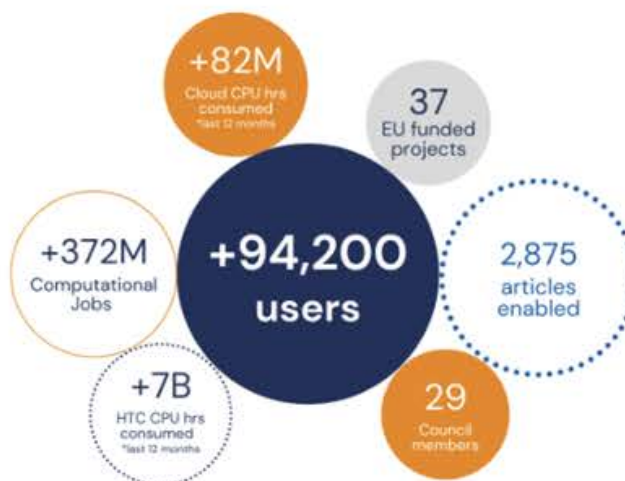 +82M
Cloud CPU hrs
consumed
*last 12 months
37
EU funded
projects
+94,200
users
+372M
Computational
Jobs
2,875
articles
enabled
+7B
HTC CPU hrs
consumed
*last 12 months
29
Council
members